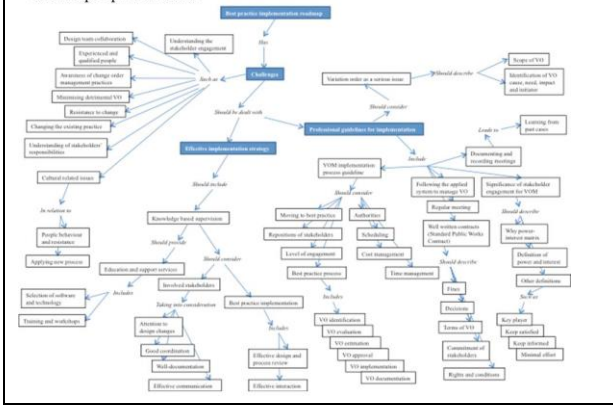 Best practice implementation roadmap
Has
Challenges
Such as
Design team collaboration
Experienced and
qualified people
Awareness of change order
management practices
Minimising detrimental VO
Resistance to change
Changing the existing practice
Understanding of stakeholders'
responsibilities
Cultural related issues
In relation to
People behaviour
and resistance
Applying new process
Understanding the
stakeholder engagement
Should be dealt with
Effective implementation strategy
Should include
Knowledge based supervision
Should provide
Education and support services
Includes
Selection of software
and technology
Training and workshops
Should consider
Involved stakeholders
Taking into consideration
Attention to
design changes
Good coordination
Well-documentation
Effective communication
Best practice implementation
Includes
Effective design and
process review
Effective interaction
Professional guidelines for implementation
Should consider
Variation order as a serious issue
Should describe
Scope of VO
Identification of VO
cause, need, impact
and initiator
Include
VOM implementation
process guideline
Should consider
Moving to best practice
Repetitions of stakeholders
Level of engagement
Best practice process
Includes
VO identification
VO evaluation
VO estimation
VO approval
VO implementation
VO documentation
Authorities
Scheduling
Cost management
Time management
Following the applied
system to manage VO
Regular meeting
Well written contracts
(Standard Public Works
Contract)
Should describe
Fines
Decisions
Terms of VO
Commitment of
stakeholders
Rights and conditions
Documenting and
recording meetings
Leads to
Learning from
past cases
Significance of stakeholder
engagement for VOM
Should describe
Why power-
interest matrix
Definition of
power and interest
Other definitions
Such as
Key player
Keep satisfied
Keep informed
Minimal effort